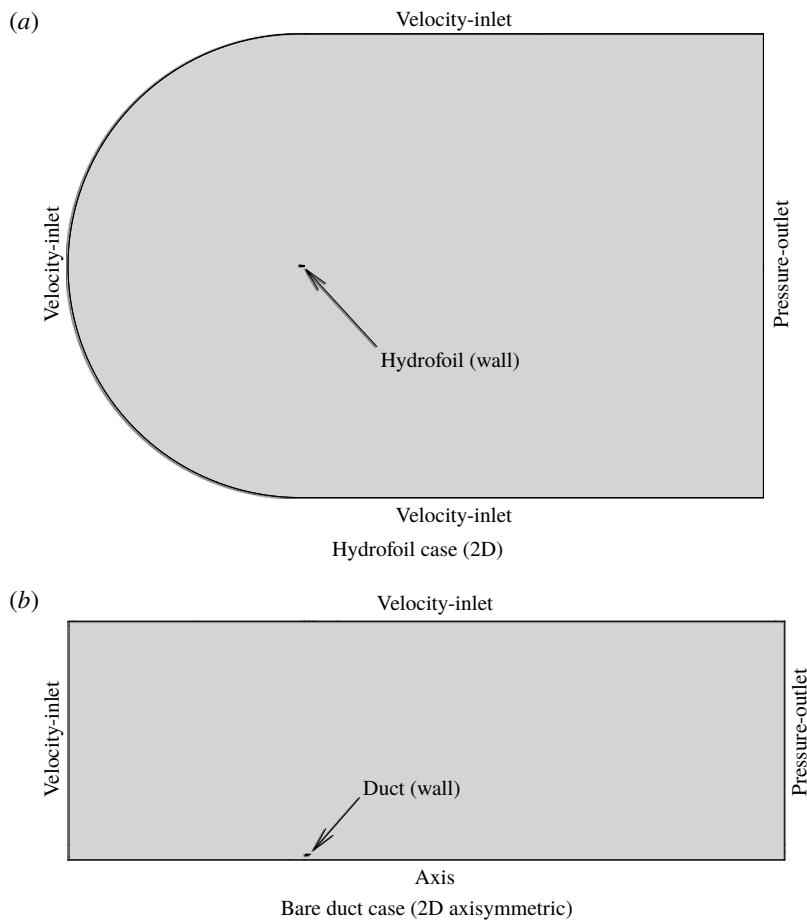 (a)
Velocity-inlet
Velocity-inlet
Pressure-outlet
Hydrofoil (wall)
Velocity-inlet
Hydrofoil case (2D)
(b)
Velocity-inlet
Velocity-inlet
Pressure-outlet
Duct (wall)
Axis
Bare duct case (2D axisymmetric)